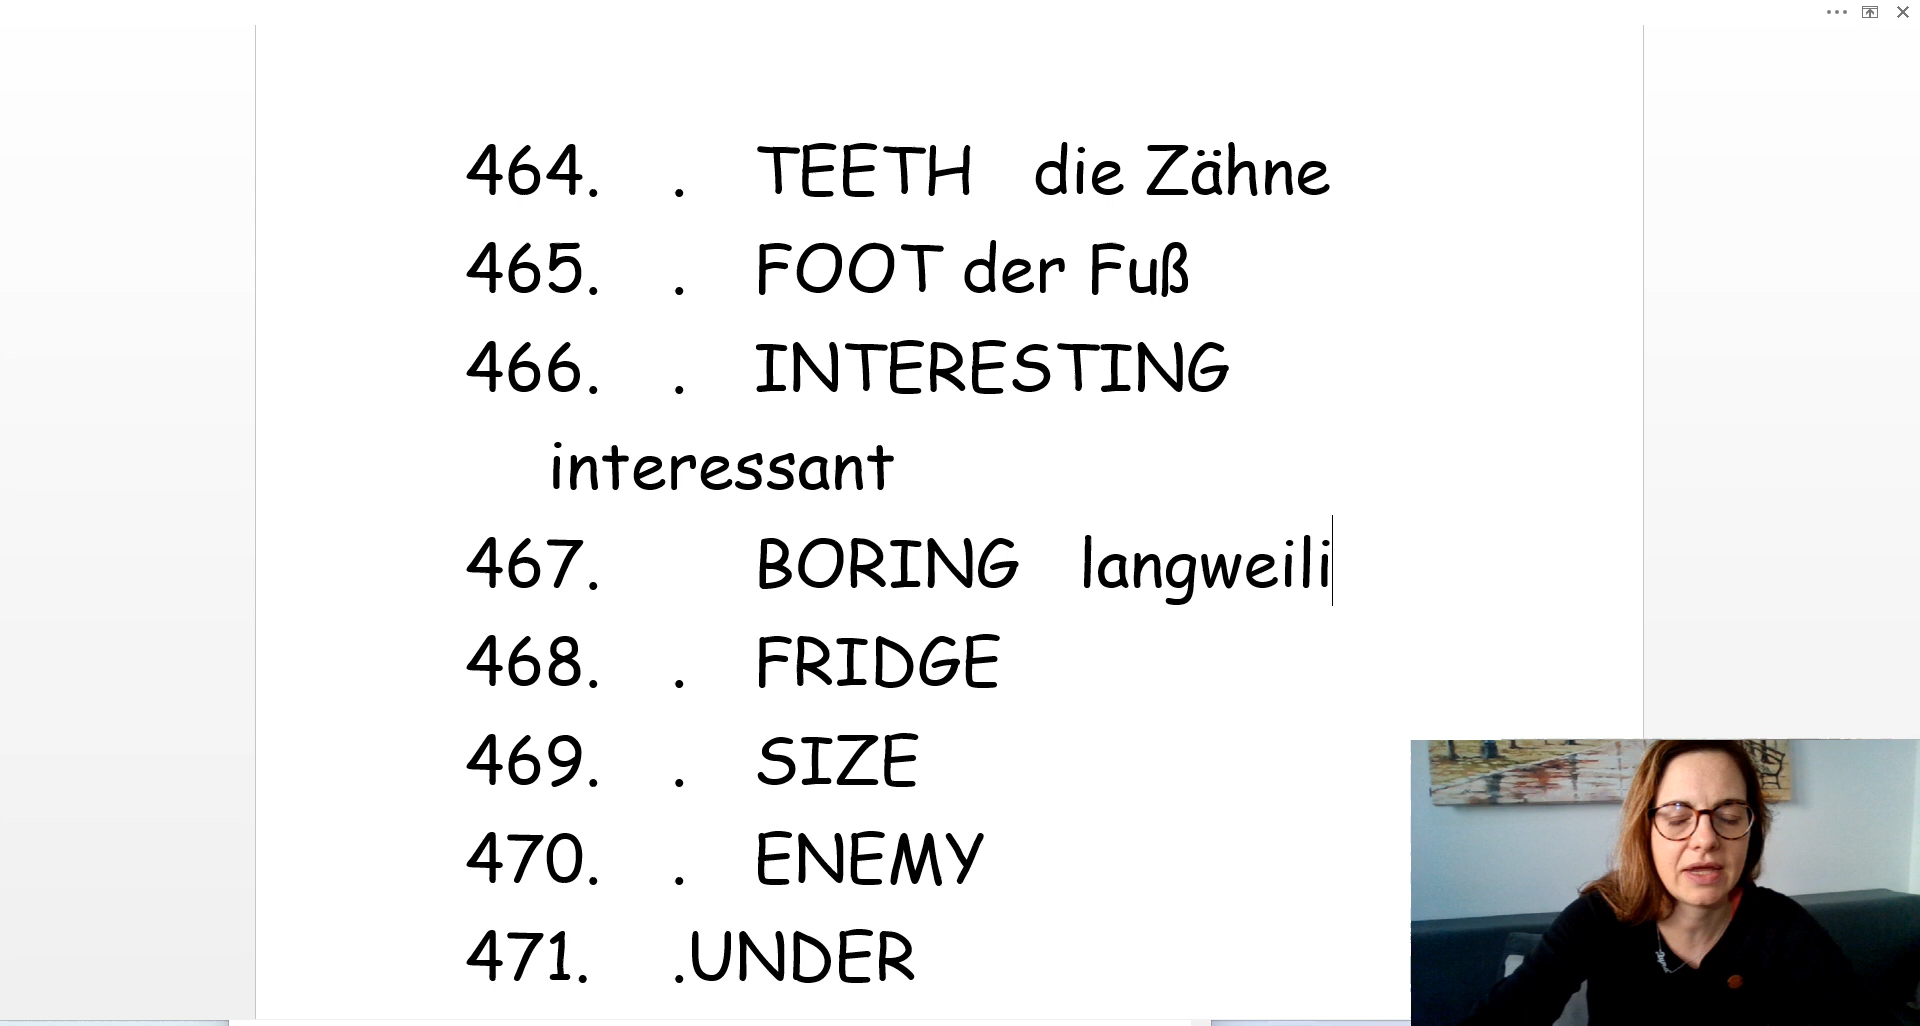 464. . TEETH die Zähne
465. . FOOT der Fuß
466. . INTERESTING
interessant
467. BORING langweili
468. . FRIDGE
469. . SIZE
470. . ENEMY
471. .UNDER